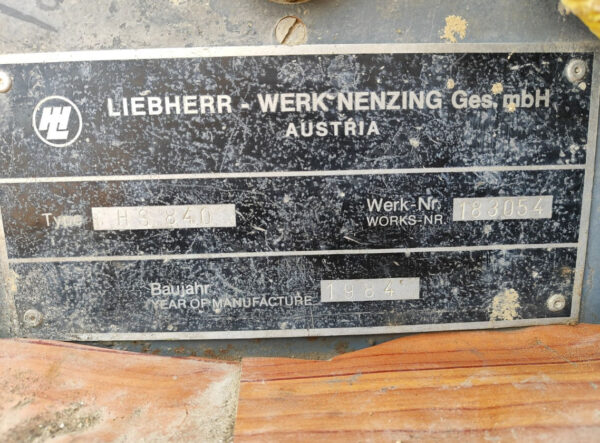 LIEBHERR - WERK NENZING Ges. mbH
AUSTRIA
Type HS 840
Werk-Nr. 183054
WORKS-NR.
Baujahr
YEAR OF MANUFACTURE 1984